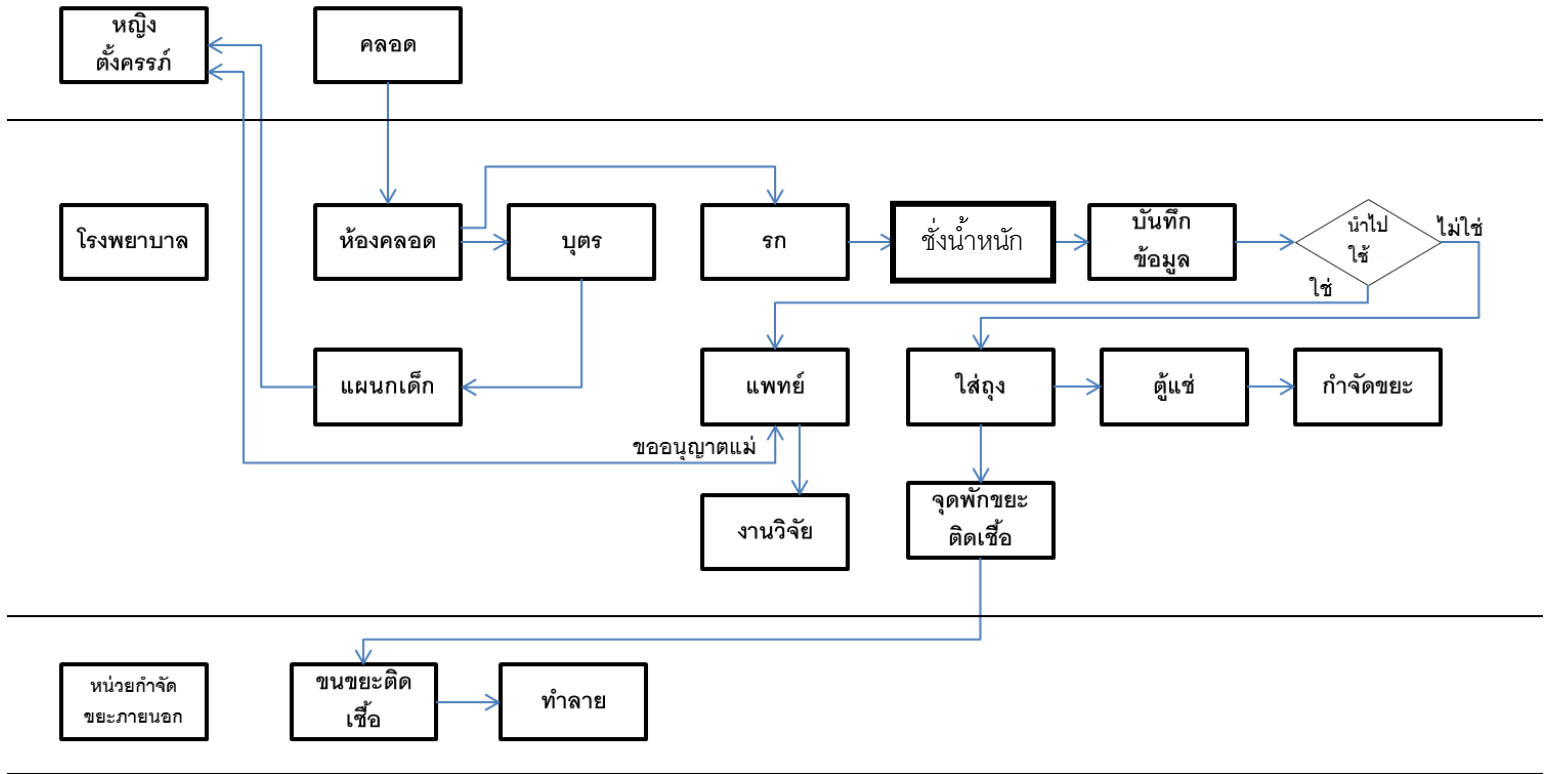 หญิง
ตั้งครรภ์
คลอด
โรงพยาบาล
ห้องคลอด
บุตร
รก
ชั่งน้ำหนัก
บันทึก
ข้อมูล
นำไป
ใช้
ไม่ใช่
ใช่
แผนกเด็ก
แพทย์
ใส่ถุง
ตู้แช่
กำจัดขยะ
ขออนุญาตแม่
งานวิจัย
จุดพักขยะ
ติดเชื้อ
หน่วยกำจัด
ขยะภายนอก
ขนขยะติด
เชื้อ
ทำลาย